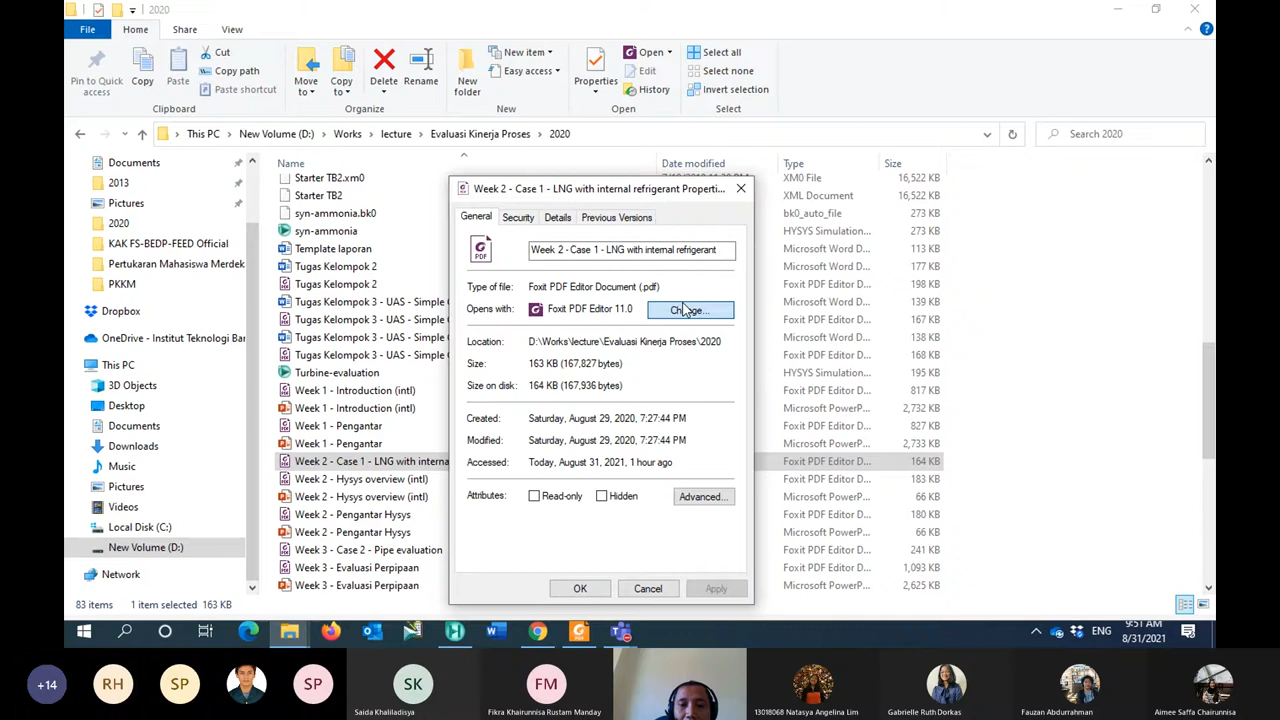 2020
File Home Share View
Pin to Quick access
Copy
Paste
Cut
Copy path
Paste shortcut
Clipboard
Move to
Copy to
Delete
Rename
Organize
New folder
New item
Easy access
New
Properties
Open
Edit
History
Open
Select all
Select none
Invert selection
Select
This PC > New Volume (D:) > Works > lecture > Evaluasi Kinerja Proses > 2020
Search 2020
Documents
2013
Pictures
2020
KAK FS-BEDP-FEED Official
Pertukaran Mahasiswa Merdek
PKKM
Dropbox
OneDrive - Institut Teknologi Ban
This PC
3D Objects
Desktop
Documents
Downloads
Music
Pictures
Videos
Local Disk (C:)
New Volume (D:)
Network
Name Date modified Type Size
Starter TB2.xm0 XM0 File 16,522 KB
Starter TB2 XML Document 16,522 KB
syn-ammonia.bk0 bk0_auto_file 273 KB
syn-ammonia HYSYS Simulation... 273 KB
Template laporan Microsoft Word D... 248 KB
Tugas Kelompok 2 Microsoft Word D... 177 KB
Tugas Kelompok 2 Foxit PDF Editor D... 198 KB
Tugas Kelompok 3 - UAS - Simple Microsoft Word D... 139 KB
Tugas Kelompok 3 - UAS - Simple Foxit PDF Editor D... 167 KB
Tugas Kelompok 3 - UAS - Simple Microsoft Word D... 138 KB
Tugas Kelompok 3 - UAS - Simple Foxit PDF Editor D... 168 KB
Turbine-evaluation HYSYS Simulation... 195 KB
Week 1 - Introduction (intl) Foxit PDF Editor D... 817 KB
Week 1 - Introduction (intl) Microsoft PowerP... 2,732 KB
Week 1 - Pengantar Foxit PDF Editor D... 827 KB
Week 1 - Pengantar Microsoft PowerP... 2,733 KB
Week 2 - Case 1 - LNG with interna Foxit PDF Editor D... 164 KB
Week 2 - Hysys overview (intl) Foxit PDF Editor D... 183 KB
Week 2 - Hysys overview (intl) Microsoft PowerP... 66 KB
Week 2 - Pengantar Hysys Foxit PDF Editor D... 180 KB
Week 2 - Pengantar Hysys Microsoft PowerP... 66 KB
Week 3 - Case 2 - Pipe evaluation Foxit PDF Editor D... 241 KB
Week 3 - Evaluasi Perpipaan Foxit PDF Editor D... 1,093 KB
Week 3 - Evaluasi Perpipaan Microsoft PowerP... 2,625 KB
Week 2 - Case 1 - LNG with internal refrigerant Properti...
General Security Details Previous Versions
PDF
Week 2 - Case 1 - LNG with internal refrigerant
Type of file: Foxit PDF Editor Document (.pdf)
Opens with: Foxit PDF Editor 11.0
Location: D:\Works\lecture\Evaluasi Kinerja Proses\2020
Size: 163 KB (167,827 bytes)
Size on disk: 164 KB (167,936 bytes)
Created: Saturday, August 29, 2020, 7:27:44 PM
Modified: Saturday, August 29, 2020, 7:27:44 PM
Accessed: Today, August 31, 2021, 1 hour ago
Attributes: Read-only Hidden Advanced...
OK Cancel Apply
83 items 1 item selected 163 KB
ENG
9:51 AM
8/31/2021
+14
RH
SP
SP
SK
Saida Khaliladisya
FM
Fikra Khairunnisa Rustam Manday
13018068 Natasya Angelina Lim
Gabrielle Ruth Dorkas
Fauzan Abdurrahman
Aimee Saffa Chairunnisa